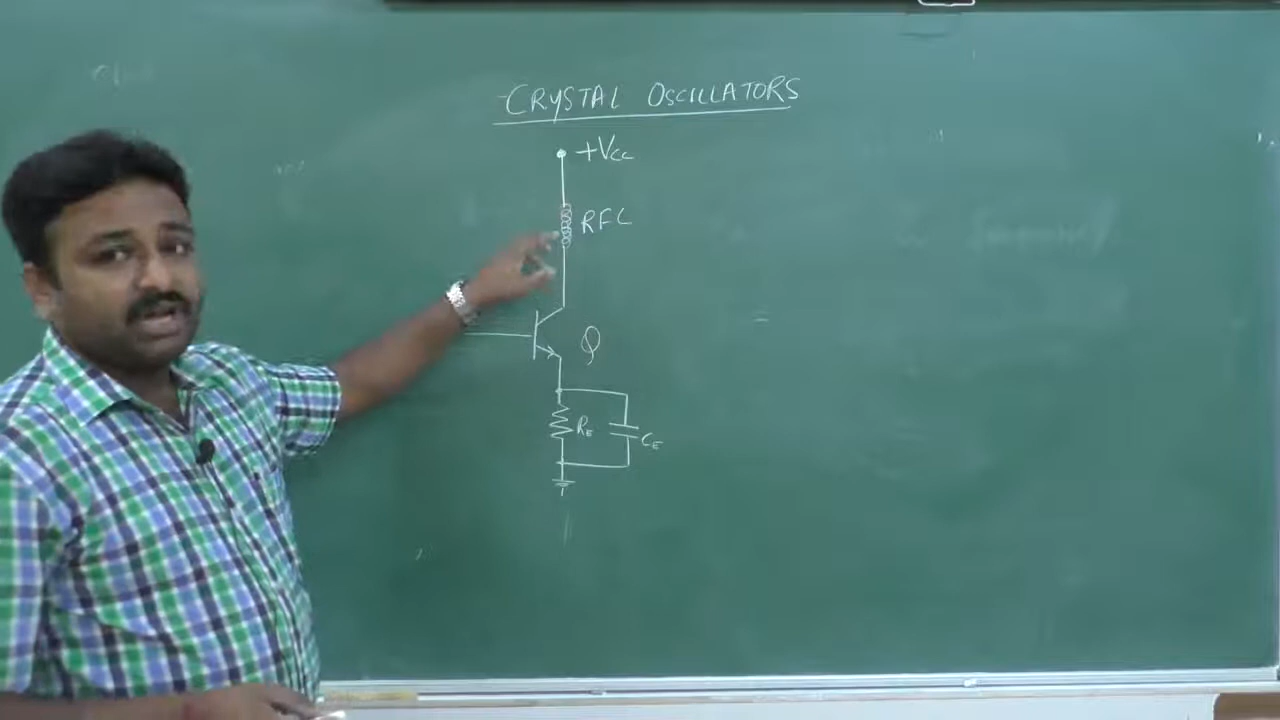 CRYSTAL OSCILLATORS
+VCC
RFC
Q
RE
CE